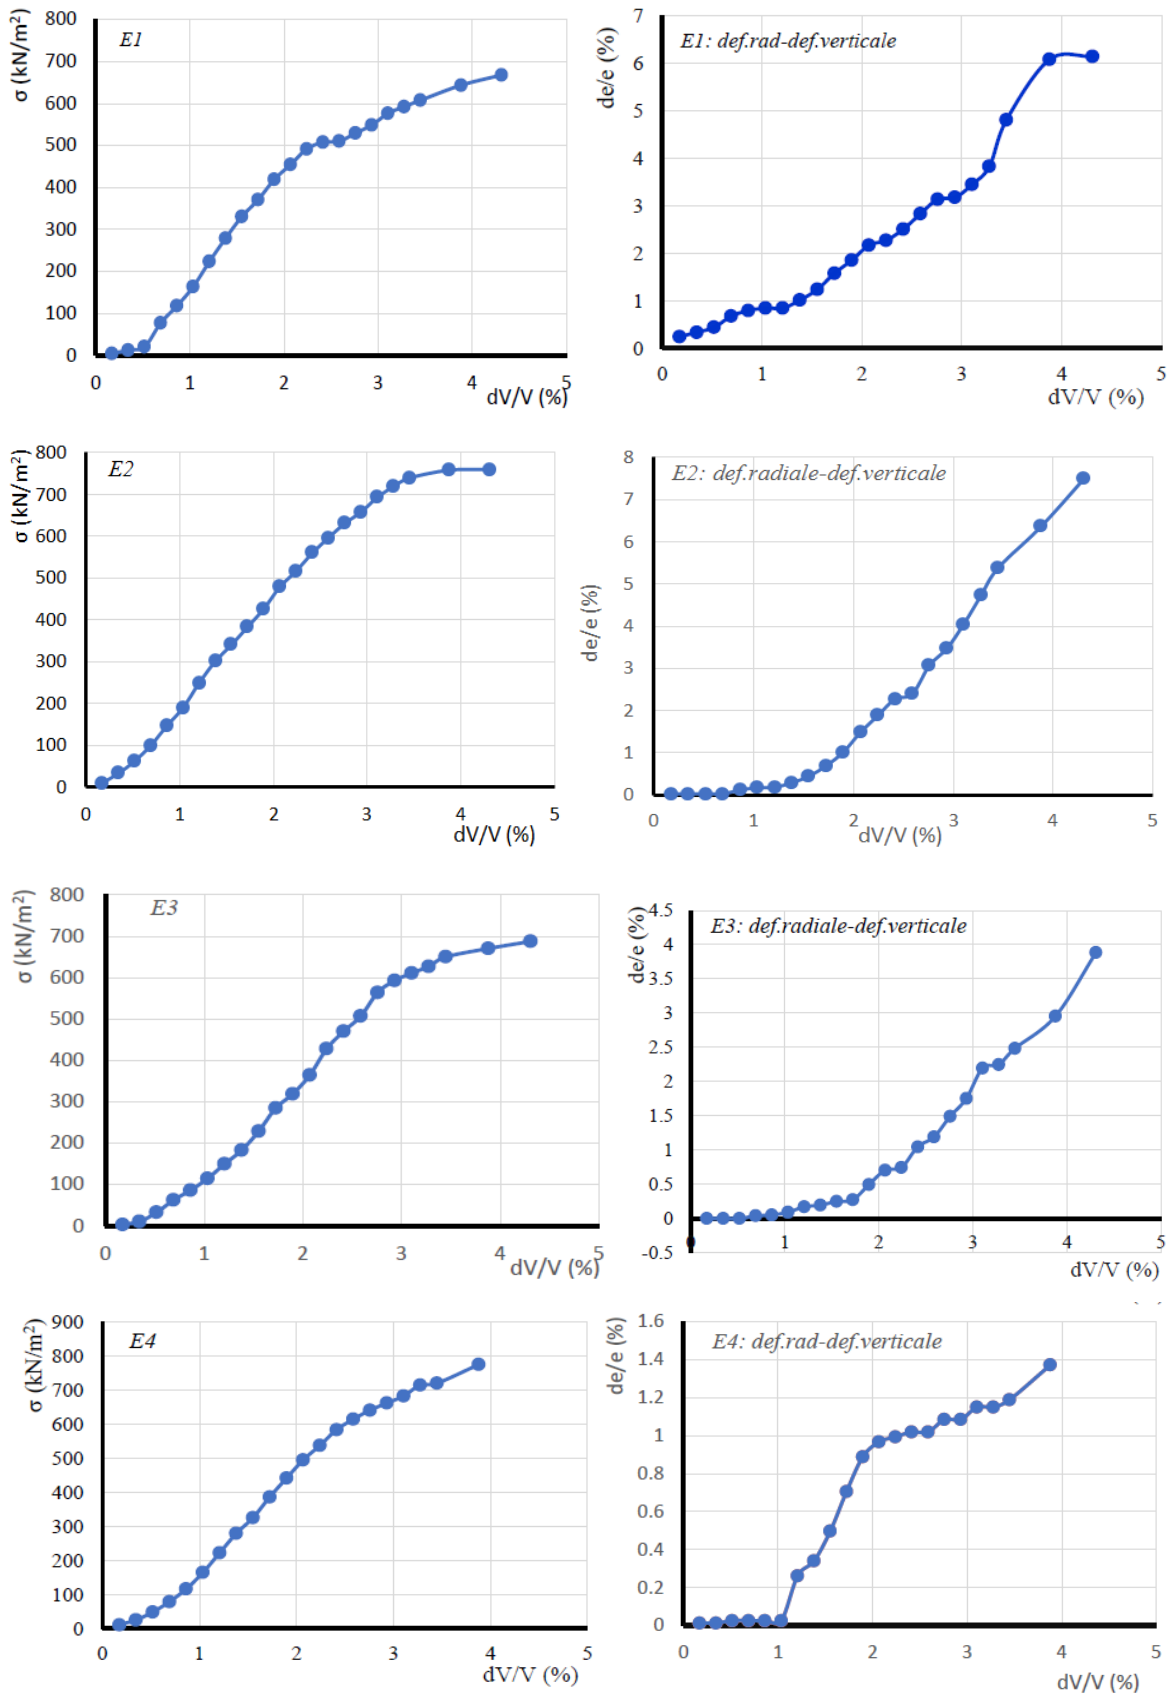 800
700
600
500
400
300
200
100
0
σ (kN/m²)
E1
0 1 2 3 4 5
dV/V (%)
7
6
5
4
3
2
1
0
de/e (%)
E1: def.rad-def.verticale
0 1 2 3 4 5
dV/V (%)
800
700
600
500
400
300
200
100
0
σ (kN/m²)
E2
0 1 2 3 4 5
dV/V (%)
8
7
6
5
4
3
2
1
0
de/e (%)
E2: def.radiale-def.verticale
0 1 2 3 4 5
dV/V (%)
800
700
600
500
400
300
200
100
0
σ (kN/m²)
E3
0 1 2 3 4 5
dV/V (%)
4.5
4
3.5
3
2.5
2
1.5
1
0.5
0
-0.5
de/e (%)
E3: def.radiale-def.verticale
0 1 2 3 4 5
dV/V (%)
900
800
700
600
500
400
300
200
100
0
σ (kN/m²)
E4
0 1 2 3 4 5
dV/V (%)
1.6
1.4
1.2
1
0.8
0.6
0.4
0.2
0
de/e (%)
E4: def.rad-def.verticale
0 1 2 3 4 5
dV/V (%)